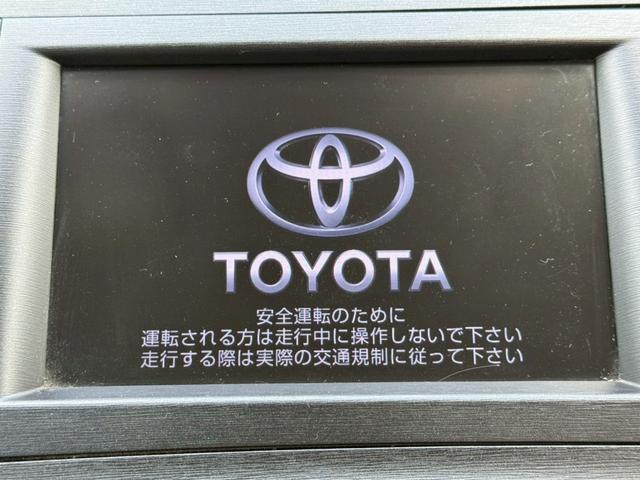 TOYOTA
安全運転のために
運転される方は走行中に操作しないで下さい
走行する際は実際の交通規制に従って下さい